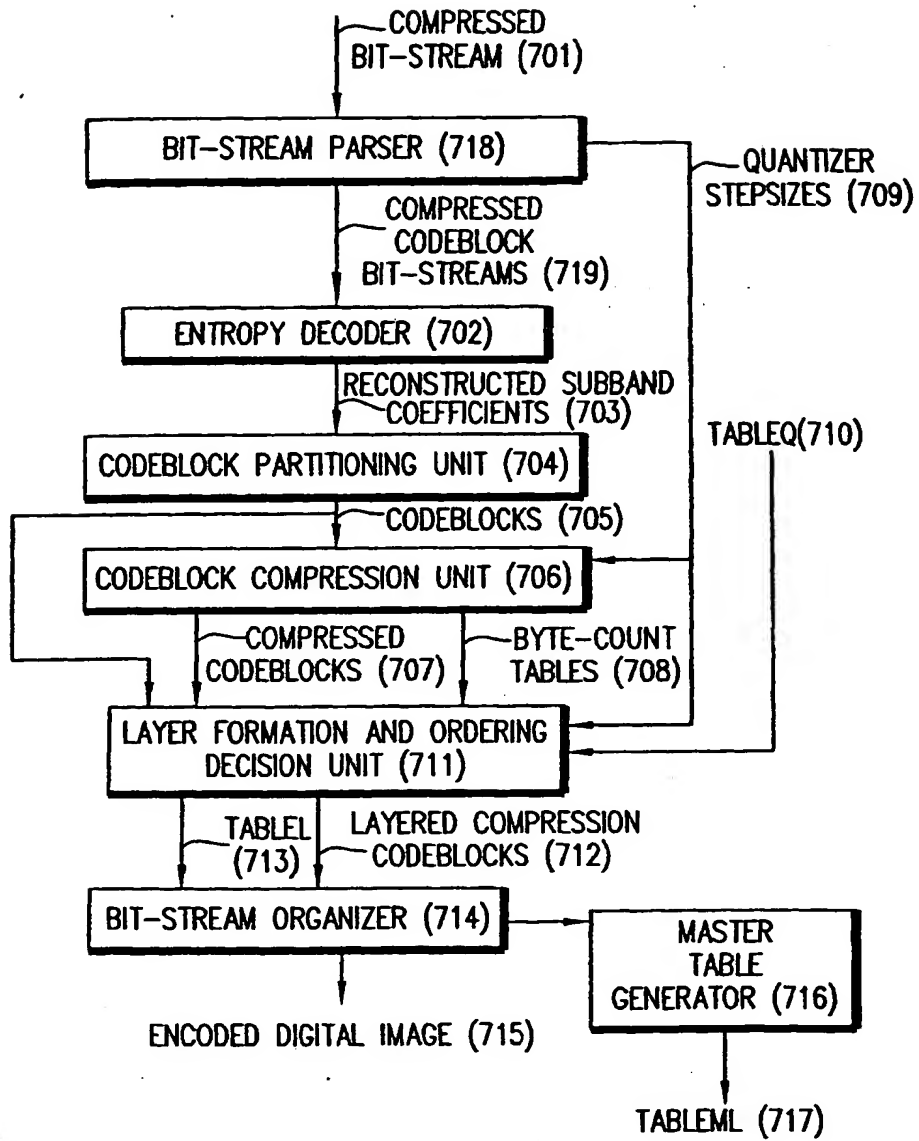 COMPRESSED
BIT-STREAM (701)
BIT-STREAM PARSER (718)
QUANTIZER
STEPSIZES (709)
COMPRESSED
CODEBLOCK
BIT-STREAMS (719)
ENTROPY DECODER (702)
RECONSTRUCTED SUBBAND
COEFFICIENTS (703)
TABLEQ(710)
CODEBLOCK PARTITIONING UNIT (704)
CODEBLOCKS (705)
CODEBLOCK COMPRESSION UNIT (706)
COMPRESSED
CODEBLOCKS (707)
BYTE-COUNT
TABLES (708)
LAYER FORMATION AND ORDERING
DECISION UNIT (711)
TABLEL
(713)
LAYERED COMPRESSION
CODEBLOCKS (712)
BIT-STREAM ORGANIZER (714)
MASTER
TABLE
GENERATOR (716)
ENCODED DIGITAL IMAGE (715)
TABLEML (717)